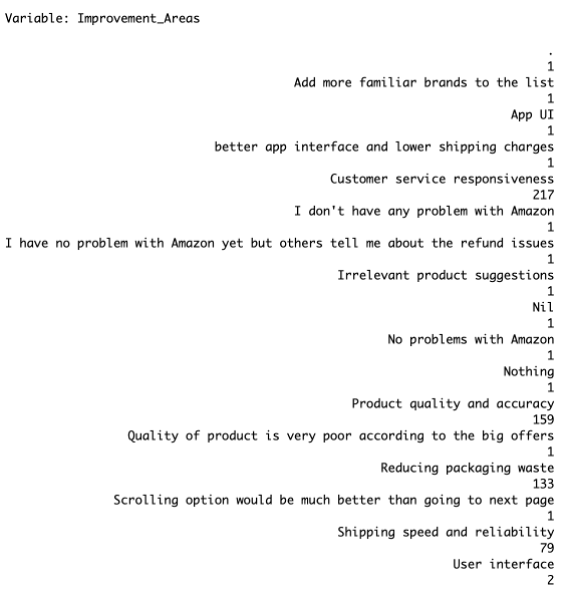 Variable: Improvement_Areas
.
1
Add more familiar brands to the list
1
App UI
1
better app interface and lower shipping charges
1
Customer service responsiveness
217
I don't have any problem with Amazon
1
I have no problem with Amazon yet but others tell me about the refund issues
1
Irrelevant product suggestions
1
Nil
1
No problems with Amazon
1
Nothing
1
Product quality and accuracy
159
Quality of product is very poor according to the big offers
1
Reducing packaging waste
133
Scrolling option would be much better than going to next page
1
Shipping speed and reliability
79
User interface
2